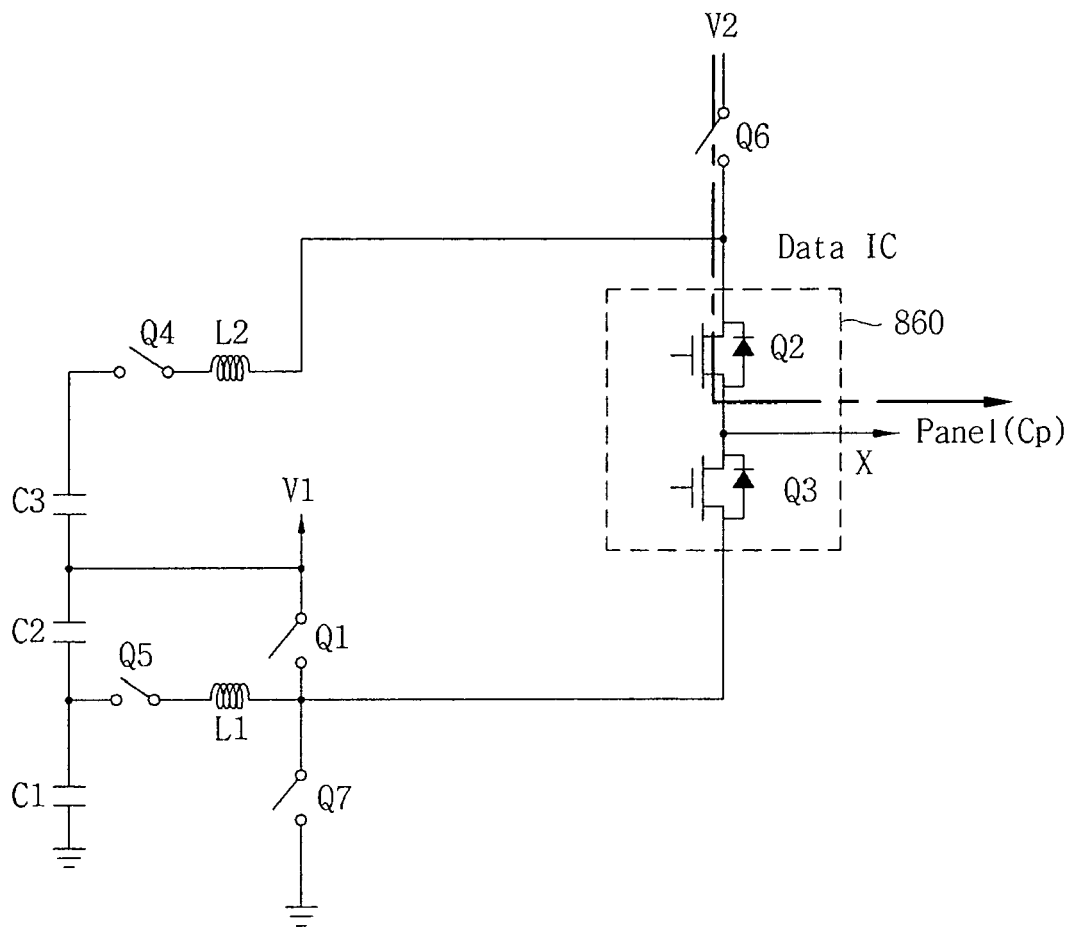 V2
Q6
Data IC
Q4
L2
860
Q2
Panel(Cp)
X
C3
V1
Q3
C2
Q5
Q1
L1
C1
Q7